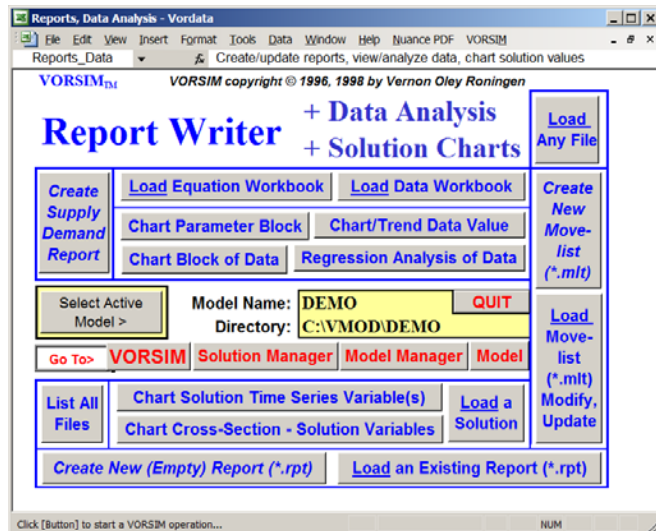 Reports, Data Analysis - Vordata
File Edit View Insert Format Tools Data Window Help Nuance PDF VORSIM
Reports_Data fx Create/update reports, view/analyze data, chart solution values
VORSIM TM VORSIM copyright © 1996, 1998 by Vernon Oley Roningen
Report Writer
+ Data Analysis
+ Solution Charts
Load
Any File
Create
Supply
Demand
Report
Load Equation Workbook Load Data Workbook
Chart Parameter Block Chart/Trend Data Value
Chart Block of Data Regression Analysis of Data
Create
New
Move-
list
(*.mlt)
Select Active
Model >
Model Name: DEMO QUIT
Directory: C:\VMOD\DEMO
Go To> VORSIM Solution Manager Model Manager Model
Load
Move-
list
(*.mlt)
Modify,
Update
List All
Files
Chart Solution Time Series Variable(s)
Chart Cross-Section - Solution Variables
Load a
Solution
Create New (Empty) Report (*.rpt) Load an Existing Report (*.rpt)
Click [Button] to start a VORSIM operation... NUM